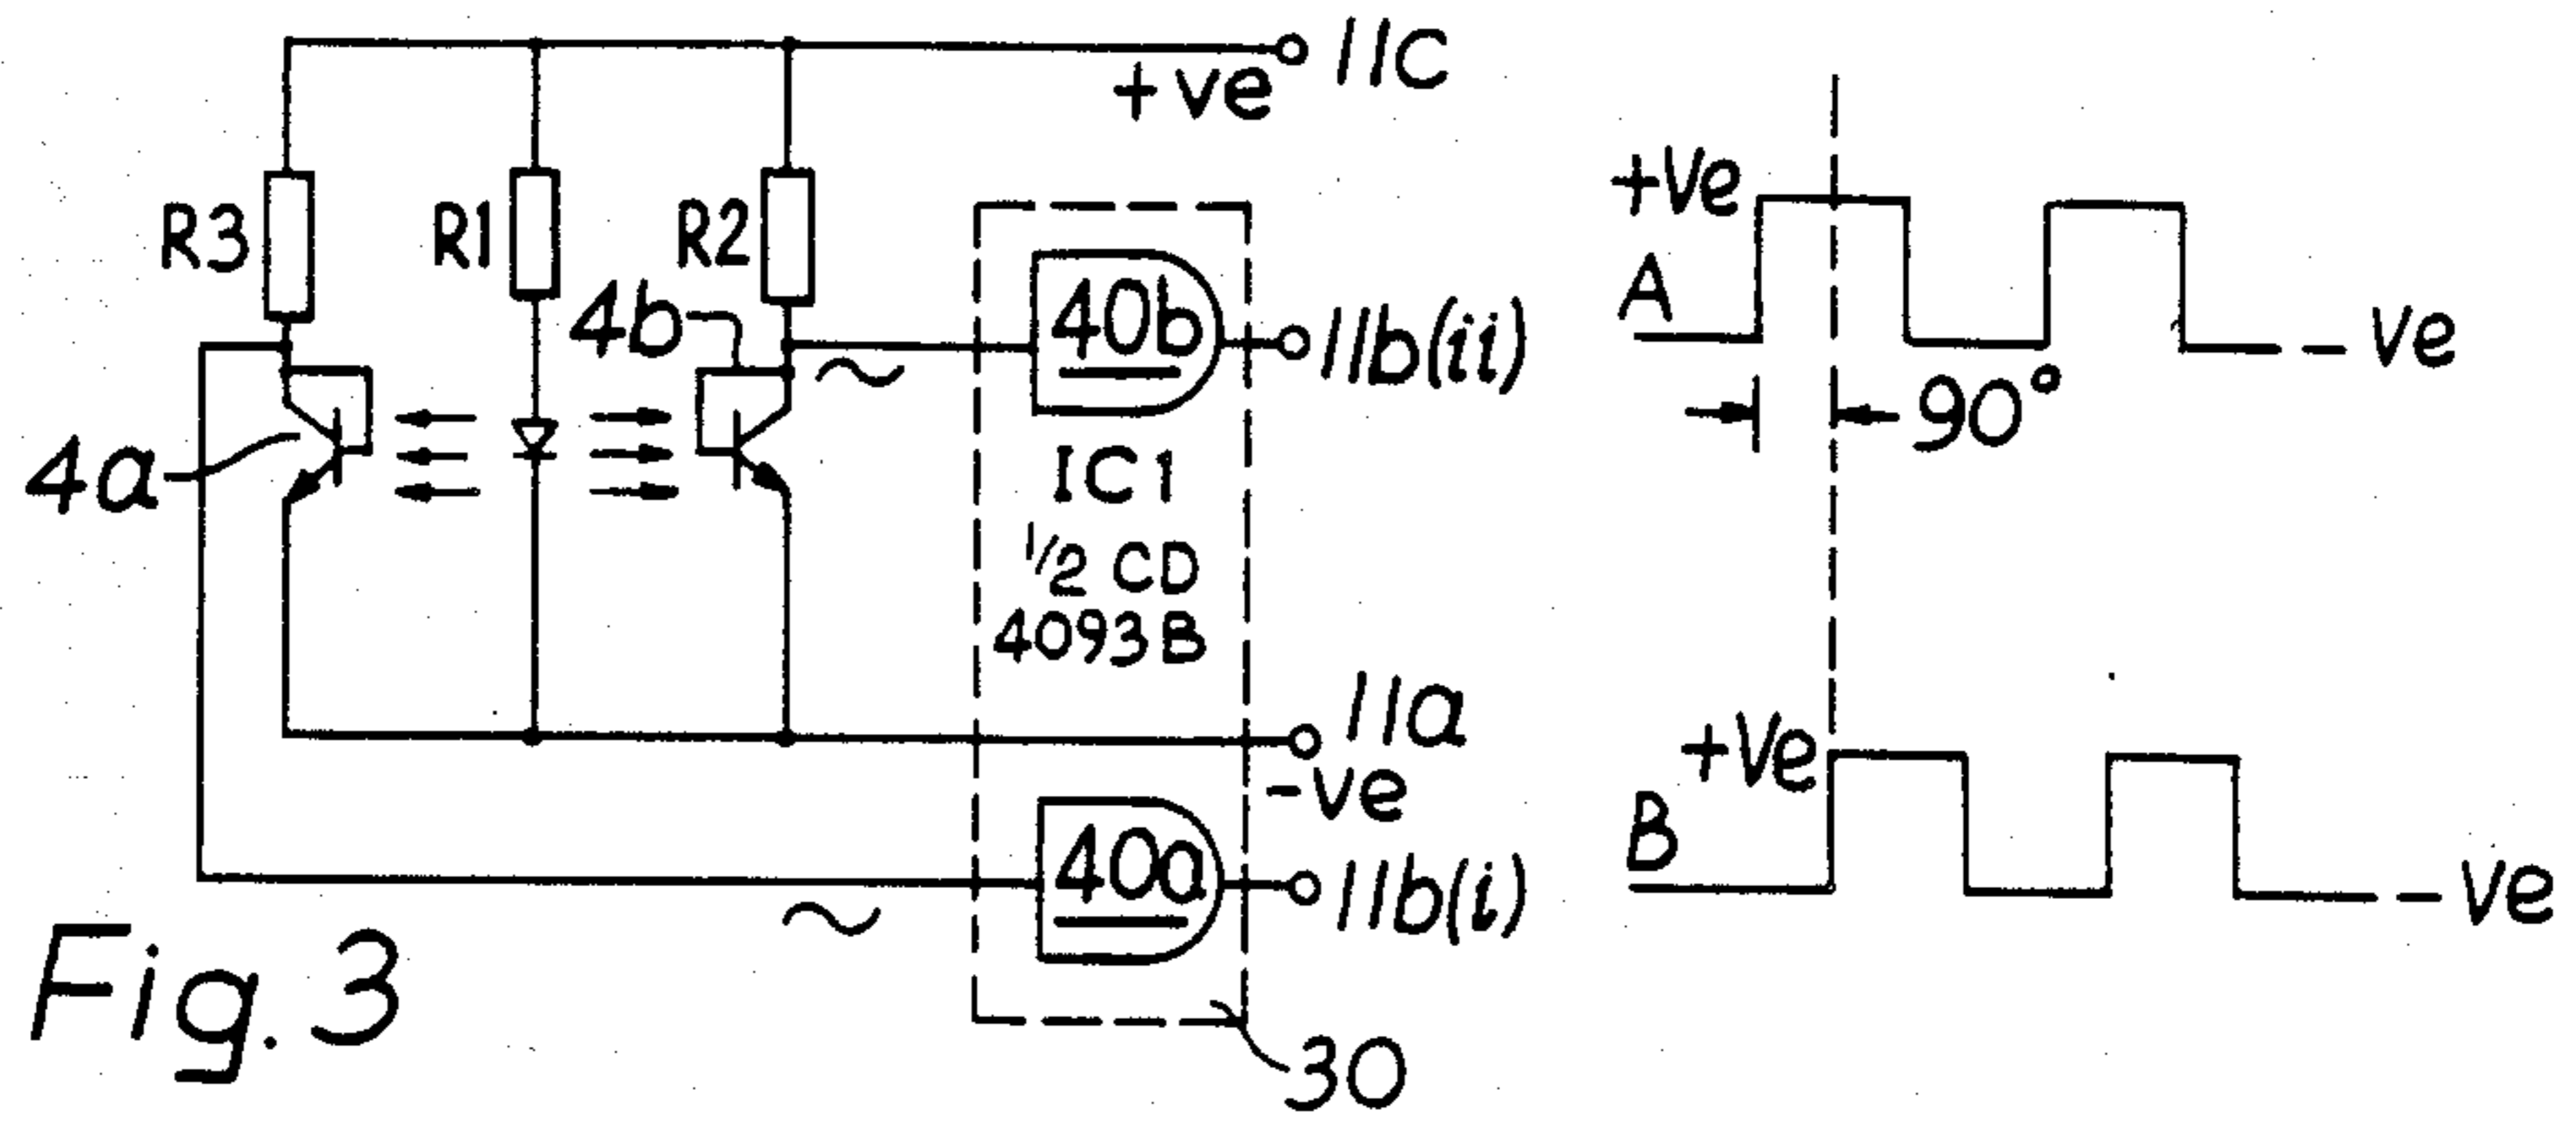 11C
+ve
R3
R1
R2
4b
40b
11b(ii)
4a
IC1
1/2 CD
4093B
11a
-ve
40a
11b(i)
30
Fig. 3
+Ve
A
- Ve
90°
+Ve
B
- Ve